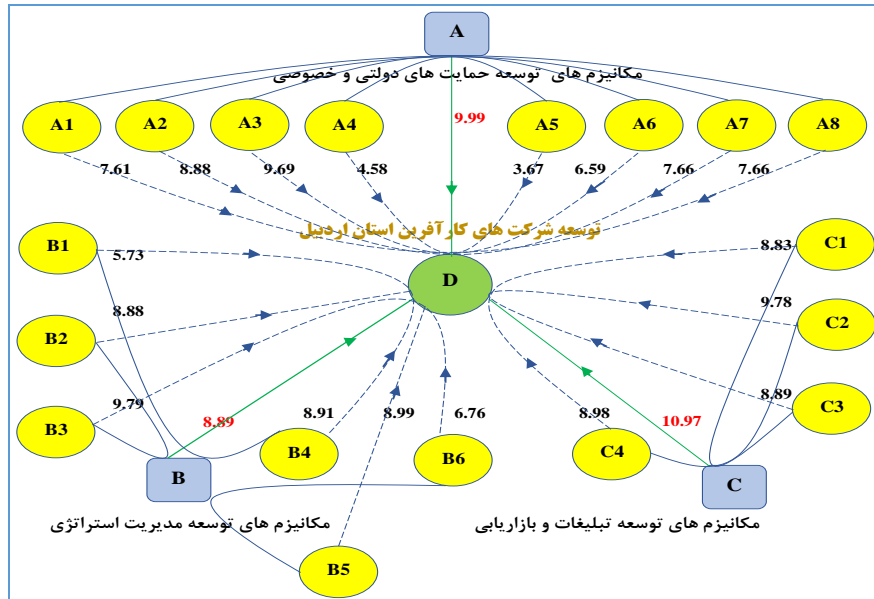 A
مکانیزم های توسعه حمایت های دولتی و خصوصی
A1 A2 A3 A4 9.99 A5 A6 A7 A8
7.61 8.88 9.69 4.58 3.67 6.59 7.66 7.66
توسعه شرکت های کارآفرین استان اردبیل
B1 5.73 C1 8.83
D
8.88 9.78
B2 C2
9.79 8.89 8.91 8.99 6.76 8.98 10.97 8.89
B3 C3
B4 B6 C4
B C
مکانیزم های توسعه مدیریت استراتژی
مکانیزم های توسعه تبلیغات و بازاریابی
B5